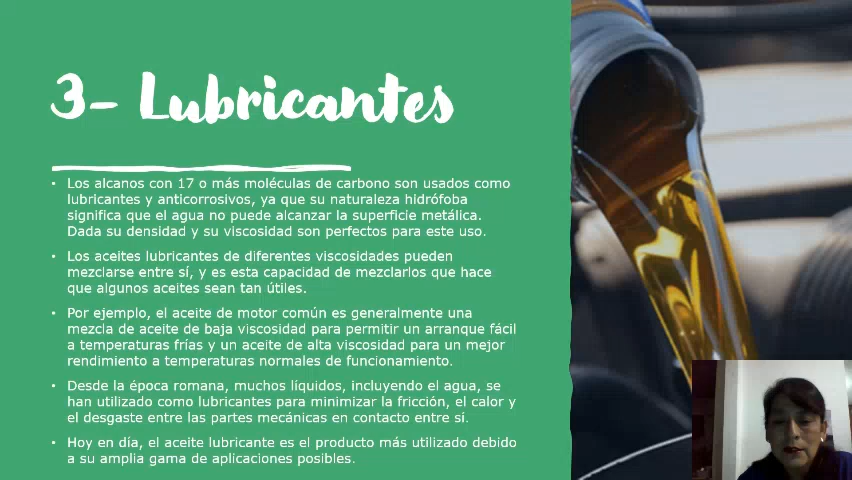 3- Lubricantes
• Los alcanos con 17 o más moléculas de carbono son usados como
lubricantes y anticorrosivos, ya que su naturaleza hidrófoba
significa que el agua no puede alcanzar la superficie metálica.
Dada su densidad y su viscosidad son perfectos para este uso.
• Los aceites lubricantes de diferentes viscosidades pueden
mezclarse entre sí, y es esta capacidad de mezclarlos que hace
que algunos aceites sean tan útiles.
• Por ejemplo, el aceite de motor común es generalmente una
mezcla de aceite de baja viscosidad para permitir un arranque fácil
a temperaturas frías y un aceite de alta viscosidad para un mejor
rendimiento a temperaturas normales de funcionamiento.
• Desde la época romana, muchos líquidos, incluyendo el agua, se
han utilizado como lubricantes para minimizar la fricción, el calor y
el desgaste entre las partes mecánicas en contacto entre sí.
• Hoy en día, el aceite lubricante es el producto más utilizado debido
a su amplia gama de aplicaciones posibles.